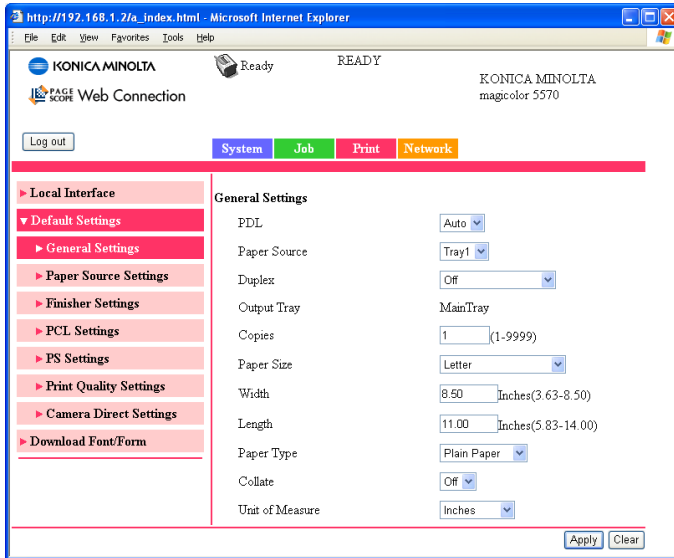 http://192.168.1.2/a_index.html - Microsoft Internet Explorer
File Edit View Favorites Tools Help
KONICA MINOLTA
PAGE SCOPE Web Connection
Ready
READY
KONICA MINOLTA
magicolor 5570
Log out
System Job Print Network
Local Interface
Default Settings
General Settings
Paper Source Settings
Finisher Settings
PCL Settings
PS Settings
Print Quality Settings
Camera Direct Settings
Download Font/Form
General Settings
PDL Auto
Paper Source Tray1
Duplex Off
Output Tray MainTray
Copies 1 (1-9999)
Paper Size Letter
Width 8.50 Inches(3.63-8.50)
Length 11.00 Inches(5.83-14.00)
Paper Type Plain Paper
Collate Off
Unit of Measure Inches
Apply Clear